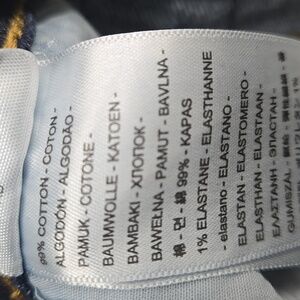 99% COTTON - COTON -
ALGODÓN - ALGODÃO -
PAMUK - COTONE -
BAUMWOLLE - KATOEN -
BAMBAKI - ХЛОПОК -
BAWEŁNA - PAMUT - BAVLNA -
棉 - 면 - 綿 99% - KAPAS
1% ELASTANE - ELASTHANNE
- elastano - ELASTANO -
ELASTAN - ELASTOMERO -
ELASTHAN - ELASTAAN -
ΕΛΑΣΤΑΝΗ - ЭЛАСТАН -
GUMISZÁL -